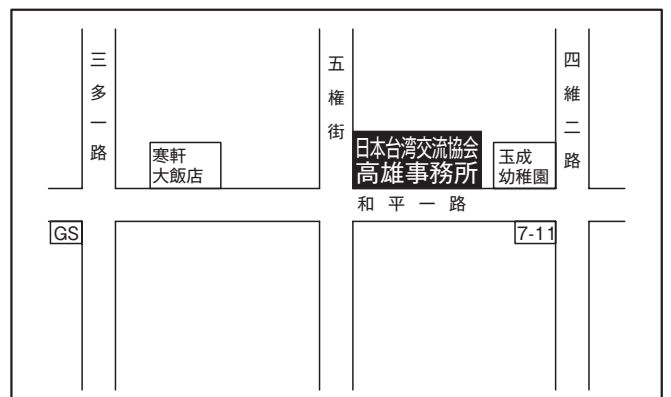 三多一路
五権街
四維二路
寒軒
大飯店
日本台湾交流協会
高雄事務所
玉成
幼稚園
和平一路
GS
7-11